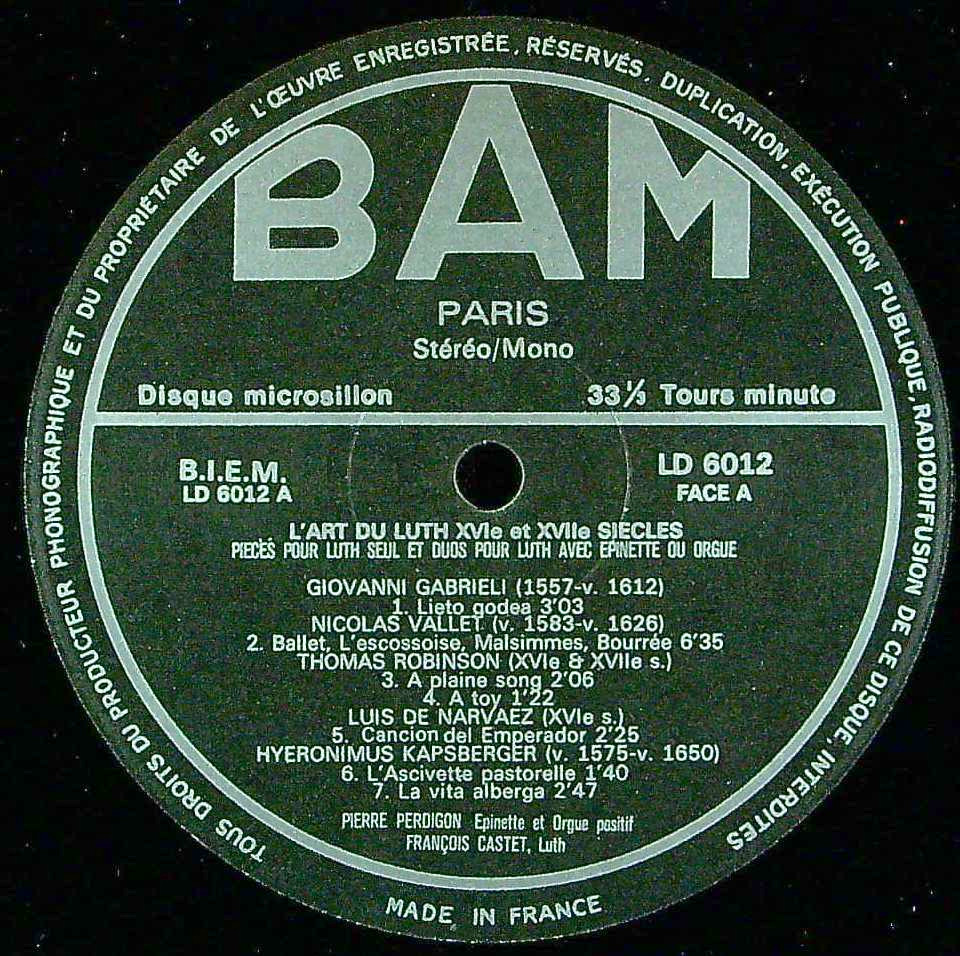 TOUS DROITS DU PRODUCTEUR PHONOGRAPHIQUE ET DU PROPRIÉTAIRE DE L'ŒUVRE ENREGISTRÉE, RÉSERVÉS. DUPLICATION, EXÉCUTION PUBLIQUE, RADIODIFFUSION DE CE DISQUE, INTERDITES
BAM
PARIS
Stéréo/Mono
Disque microsillon 33 1/3 Tours minute
B.I.E.M. LD 6012
LD 6012 A FACE A
L'ART DU LUTH XVIe et XVIIe SIECLES
PIECES POUR LUTH SEUL ET DUOS POUR LUTH AVEC EPINETTE OU ORGUE
GIOVANNI GABRIELI (1557-v. 1612)
1. Lieto godea 3'03
NICOLAS VALLET (v. 1583-v. 1626)
2. Ballet, L'escossoise, Malsimmes, Bourrée 6'35
THOMAS ROBINSON (XVIe & XVIIe s.)
3. A plaine song 2'06
4. A toy 1'22
LUIS DE NARVAEZ (XVIe s.)
5. Cancion del Emperador 2'25
HYERONIMUS KAPSBERGER (v. 1575-v. 1650)
6. L'Ascivette pastorelle 1'40
7. La vita alberga 2'47
PIERRE PERDIGON Epinette et Orgue positif
FRANÇOIS CASTET, Luth
MADE IN FRANCE